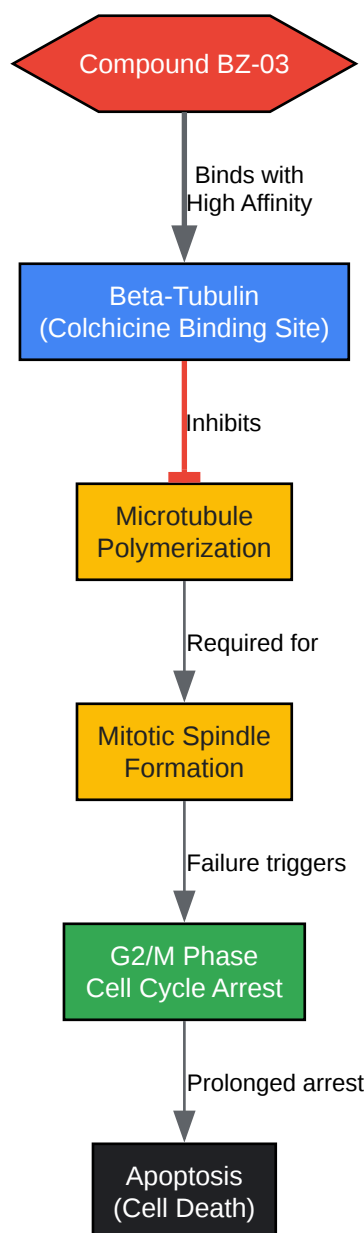 Compound BZ-03
Binds with
High Affinity
Beta-Tubulin
(Colchicine Binding Site)
Inhibits
Microtubule
Polymerization
Required for
Mitotic Spindle
Formation
Failure triggers
G2/M Phase
Cell Cycle Arrest
Prolonged arrest
Apoptosis
(Cell Death)